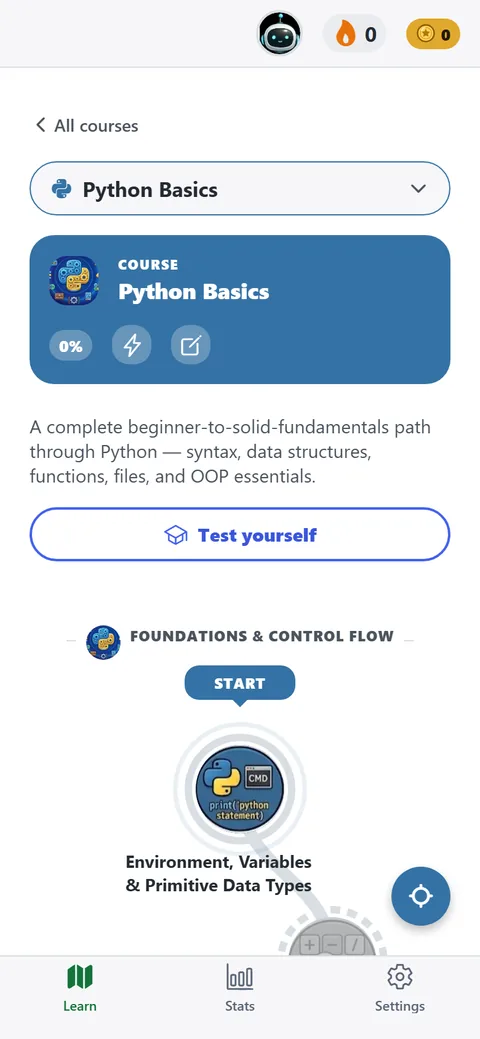 0
0
All courses
Python Basics
COURSE
Python Basics
0%
A complete beginner-to-solid-fundamentals path
through Python — syntax, data structures,
functions, files, and OOP essentials.
Test yourself
FOUNDATIONS & CONTROL FLOW
START
CMD
print('python
statement)
Environment, Variables
& Primitive Data Types
+ − /
Learn
Stats
Settings